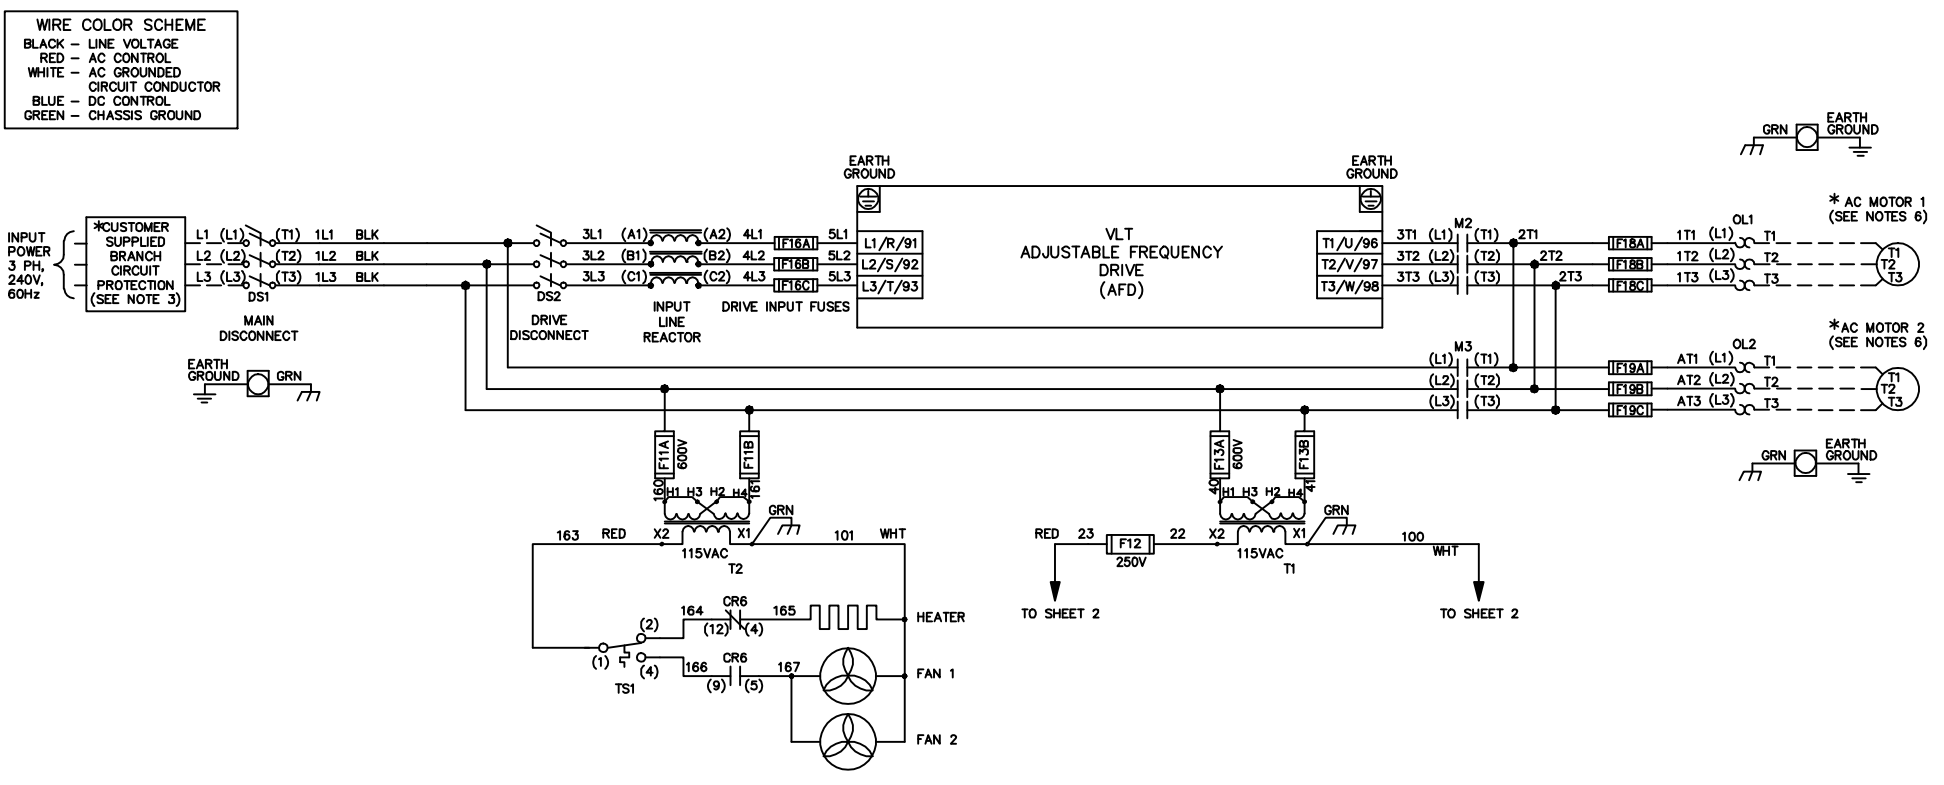 WIRE COLOR SCHEME
BLACK – LINE VOLTAGE
RED – AC CONTROL
WHITE – AC GROUNDED
CIRCUIT CONDUCTOR
BLUE – DC CONTROL
GREEN – CHASSIS GROUND
GRN
EARTH
GROUND
INPUT
POWER
3 PH,
240V,
60Hz
*CUSTOMER
SUPPLIED
BRANCH
CIRCUIT
PROTECTION
(SEE NOTE 3)
L1 (L1) (T1) 1L1 BLK
L2 (L2) (T2) 1L2 BLK
L3 (L3) (T3) 1L3 BLK
DS1
MAIN
DISCONNECT
EARTH
GROUND
GRN
3L1 (A1) (A2) 4L1 F16A 5L1
3L2 (B1) (B2) 4L2 F16B 5L2
3L3 (C1) (C2) 4L3 F16C 5L3
DS2
DRIVE
DISCONNECT
INPUT
LINE
REACTOR
DRIVE INPUT FUSES
EARTH
GROUND
EARTH
GROUND
L1/R/91
L2/S/92
L3/T/93
VLT
ADJUSTABLE FREQUENCY
DRIVE
(AFD)
T1/U/96
T2/V/97
T3/W/98
M2
3T1 (L1) (T1) 2T1 F18A 1T1 (L1) T1
3T2 (L2) (T2) 2T2 F18B 1T2 (L2) T2
3T3 (L3) (T3) 2T3 F18C 1T3 (L3) T3
OL1
* AC MOTOR 1
(SEE NOTES 6)
T1
T2
T3
M3
(L1) (T1) F19A AT1 (L1) T1
(L2) (T2) F19B AT2 (L2) T2
(L3) (T3) F19C AT3 (L3) T3
OL2
* AC MOTOR 2
(SEE NOTES 6)
T1
T2
T3
GRN
EARTH
GROUND
F11A
600V
F11B
160
161
H1 H3 H2 H4
GRN
163 RED X2 X1 101 WHT
115VAC
T2
F13A
600V
F13B
40
41
H1 H3 H2 H4
GRN
RED 23 F12 22 X2 X1 100
WHT
250V
115VAC
T1
TO SHEET 2
TO SHEET 2
CR6
164 165 HEATER
(12) (4)
(2)
(1)
(4)
TS1
CR6
166 167 FAN 1
(9) (5)
FAN 2